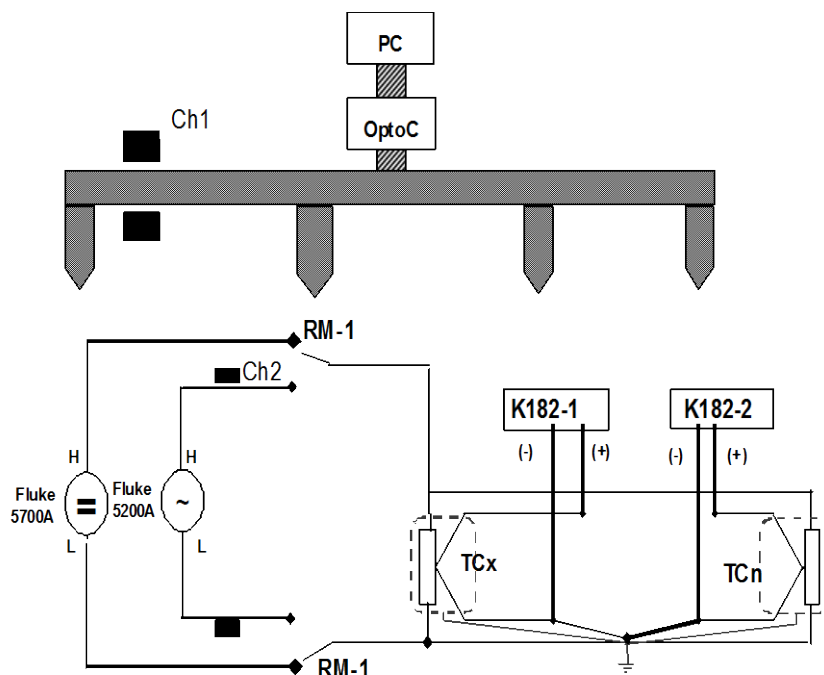 PC
OptoC
Ch1
RM-1
Ch2
K182-1
K182-2
(-)
(+)
(-)
(+)
H
H
Fluke
5700A
Fluke
5200A
=
~
L
L
TCx
TCn
RM-1